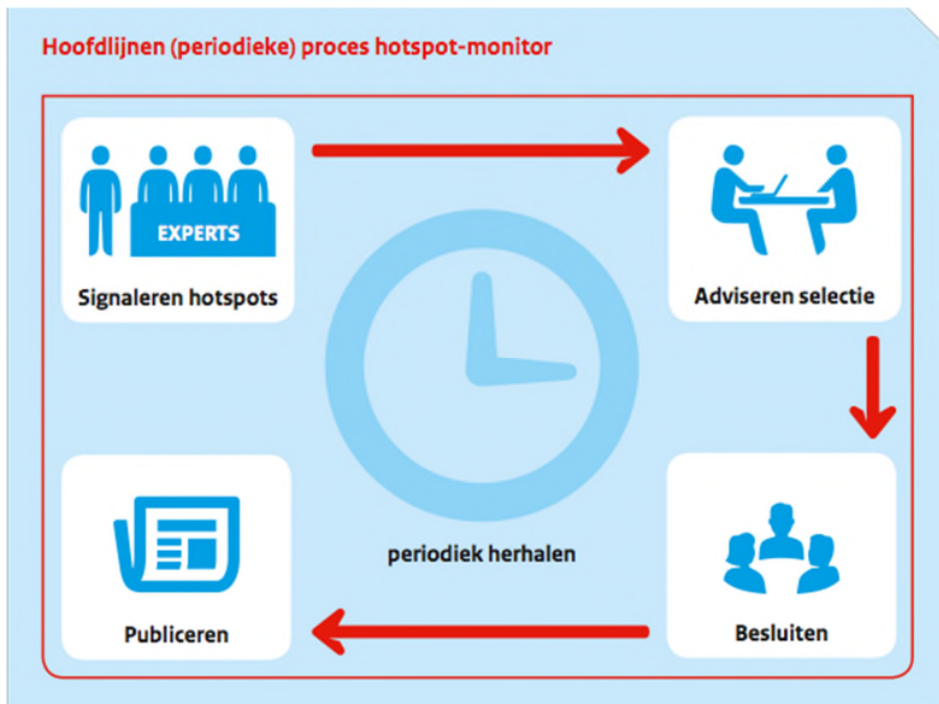 Hoofdlijnen (periodieke) proces hotspot-monitor
EXPERTS
Signaleren hotspots
Adviseren selectie
periodiek herhalen
Publiceren
Besluiten